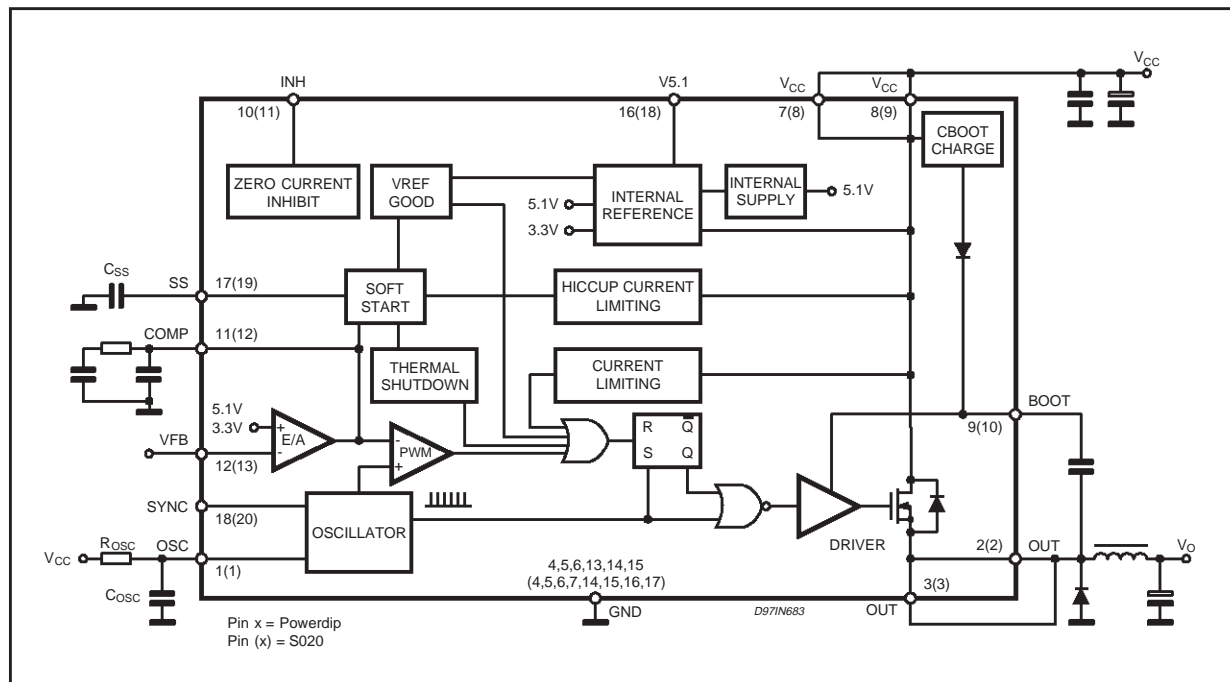 INH
V5.1
VCC
VCC
VCC
10(11)
16(18)
7(8)
8(9)
CBOOT
CHARGE
ZERO CURRENT
INHIBIT
VREF
GOOD
INTERNAL
REFERENCE
INTERNAL
SUPPLY
5.1V
5.1V
3.3V
CSS
SS
17(19)
SOFT
START
HICCUP CURRENT
LIMITING
COMP
11(12)
THERMAL
SHUTDOWN
CURRENT
LIMITING
5.1V
3.3V
+
E/A
-
VFB
12(13)
-
PWM
+
R
Q
S
Q
BOOT
9(10)
SYNC
18(20)
OSCILLATOR
DRIVER
VCC
ROSC
OSC
1(1)
COSC
2(2)
OUT
VO
3(3)
OUT
4,5,6,13,14,15
(4,5,6,7,14,15,16,17)
GND
D97IN683
Pin x = Powerdip
Pin (x) = S020